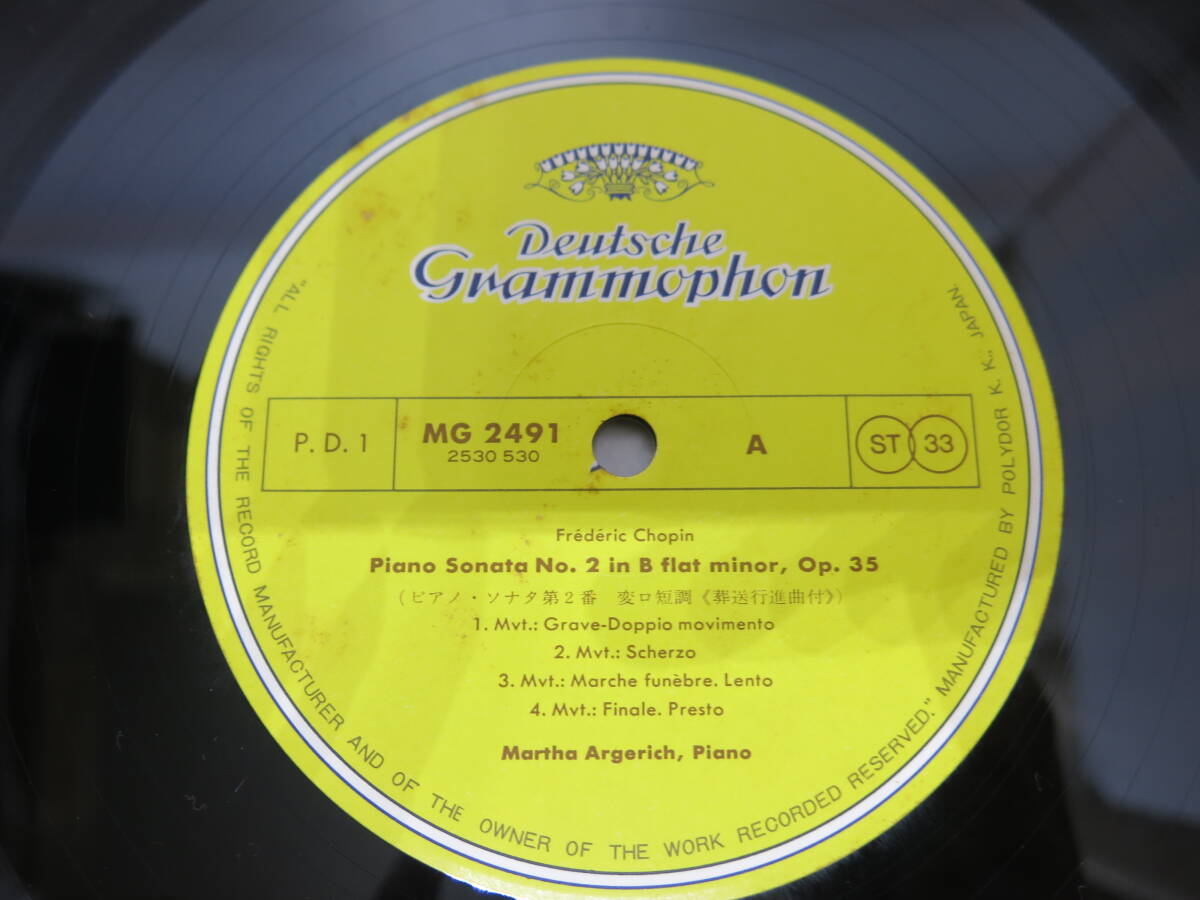 Deutsche
Grammophon
P. D. 1
MG 2491
2530 530
A
ST 33
Frédéric Chopin
Piano Sonata No. 2 in B flat minor, Op. 35
(ピアノ・ソナタ第2番 変ロ短調《葬送行進曲付》)
1. Mvt.: Grave-Doppio movimento
2. Mvt.: Scherzo
3. Mvt.: Marche funèbre. Lento
4. Mvt.: Finale. Presto
Martha Argerich, Piano
"ALL RIGHTS OF THE RECORD MANUFACTURER AND OF THE OWNER OF THE WORK RECORDED RESERVED." MANUFACTURED BY POLYDOR K. K., JAPAN.